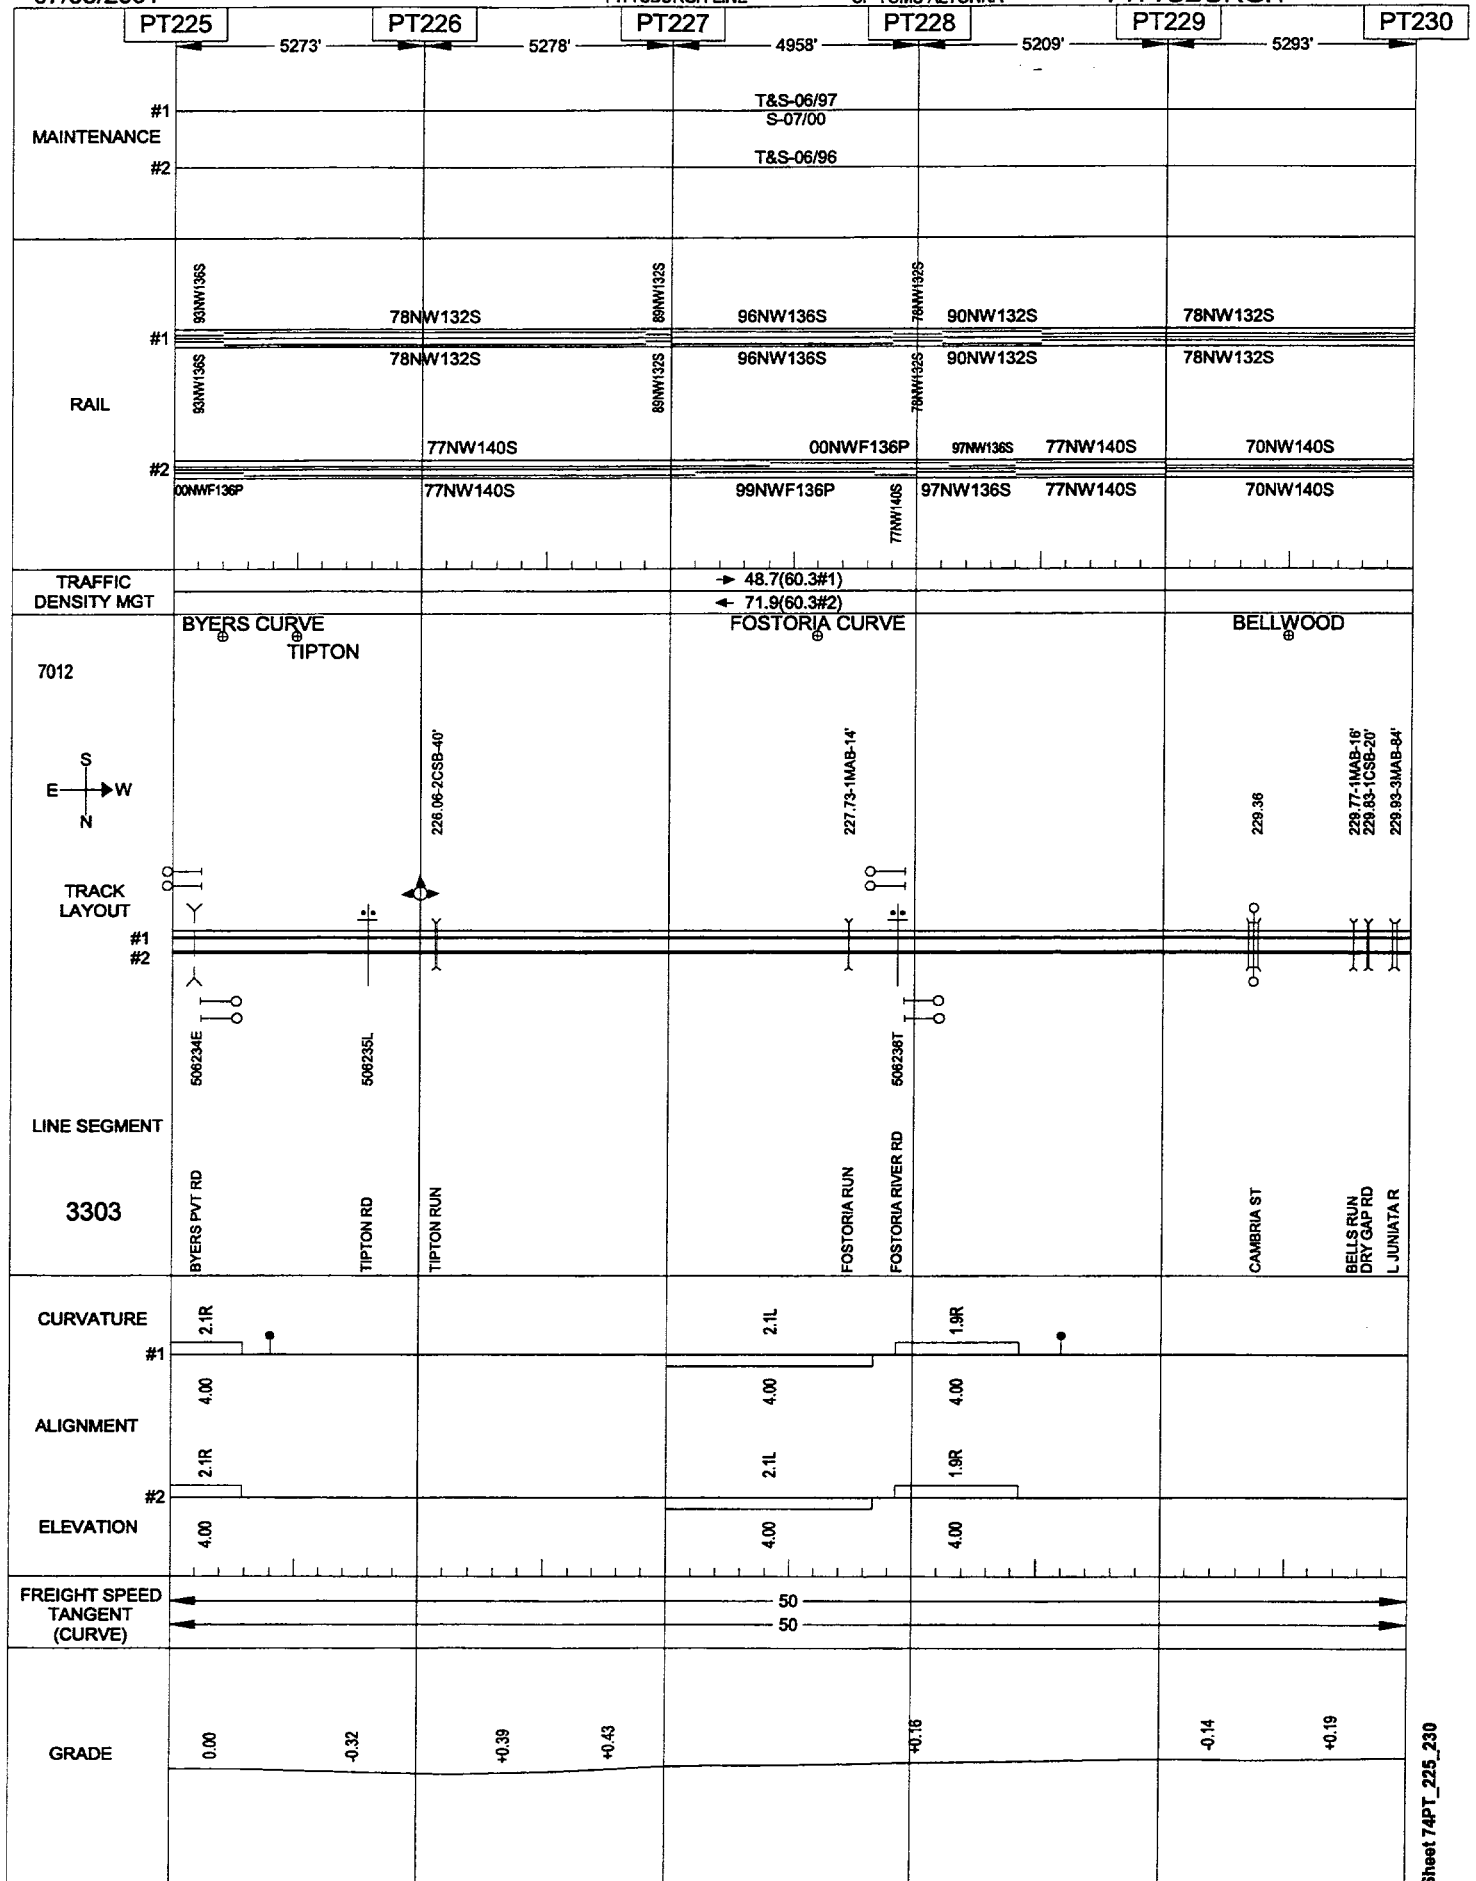 PITTSBURGH LINE
PT225 PT226 PT227 PT228 PT229 PT230
5273' 5278' 4958' 5209' 5293'
MAINTENANCE
#1 T&S-06/97
S-07/00
#2 T&S-06/96
RAIL
93NW136S 89NW132S 78NW132S
78NW132S 96NW136S 90NW132S 78NW132S
#1
78NW132S 96NW136S 90NW132S 78NW132S
93NW136S 89NW132S 78NW132S
77NW140S 00NWF136P 97NW136S 77NW140S 70NW140S
#2
00NWF136P 77NW140S 99NWF136P 77NW140S 97NW136S 77NW140S 70NW140S
TRAFFIC
DENSITY MGT
48.7(60.3#1)
71.9(60.3#2)
BYERS CURVE FOSTORIA CURVE BELLWOOD
TIPTON
7012
S
E W
N
226.06-2CSB-40'
227.73-1MAB-14'
229.36
229.77-1MAB-16'
229.83-1CSB-20'
229.93-3MAB-84'
TRACK
LAYOUT
#1
#2
506234E
506235L
506236T
LINE SEGMENT
3303
BYERS PVT RD
TIPTON RD
TIPTON RUN
FOSTORIA RUN
FOSTORIA RIVER RD
CAMBRIA ST
BELLS RUN
DRY GAP RD
L JUNIATA R
CURVATURE
2.1R 2.1L 1.9R
#1
4.00 4.00 4.00
ALIGNMENT
2.1R 2.1L 1.9R
#2
ELEVATION
4.00 4.00 4.00
FREIGHT SPEED
TANGENT
(CURVE)
50
50
GRADE
0.00 -0.32 +0.39 +0.43 +0.16 -0.14 +0.19
Sheet 74PT_225_230